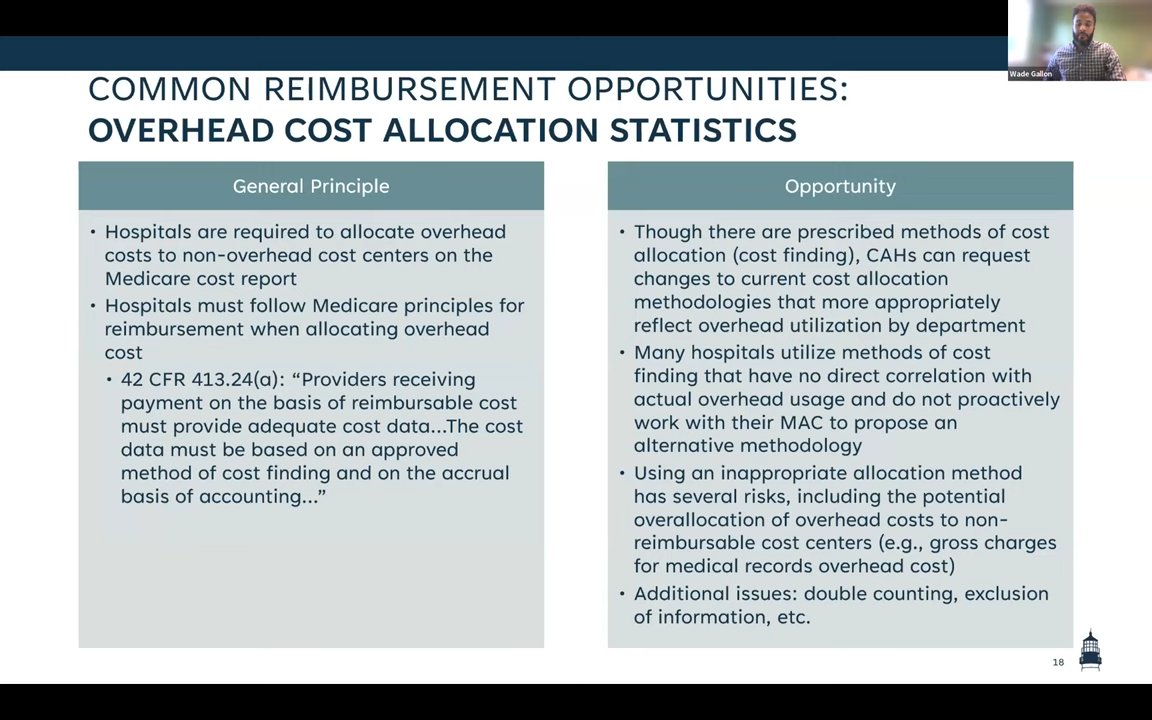 Wade Gallon
COMMON REIMBURSEMENT OPPORTUNITIES:
OVERHEAD COST ALLOCATION STATISTICS
General Principle
• Hospitals are required to allocate overhead
costs to non-overhead cost centers on the
Medicare cost report
• Hospitals must follow Medicare principles for
reimbursement when allocating overhead
cost
• 42 CFR 413.24(a): “Providers receiving
payment on the basis of reimbursable cost
must provide adequate cost data...The cost
data must be based on an approved
method of cost finding and on the accrual
basis of accounting...”
Opportunity
• Though there are prescribed methods of cost
allocation (cost finding), CAHs can request
changes to current cost allocation
methodologies that more appropriately
reflect overhead utilization by department
• Many hospitals utilize methods of cost
finding that have no direct correlation with
actual overhead usage and do not proactively
work with their MAC to propose an
alternative methodology
• Using an inappropriate allocation method
has several risks, including the potential
overallocation of overhead costs to non-
reimbursable cost centers (e.g., gross charges
for medical records overhead cost)
• Additional issues: double counting, exclusion
of information, etc.
18